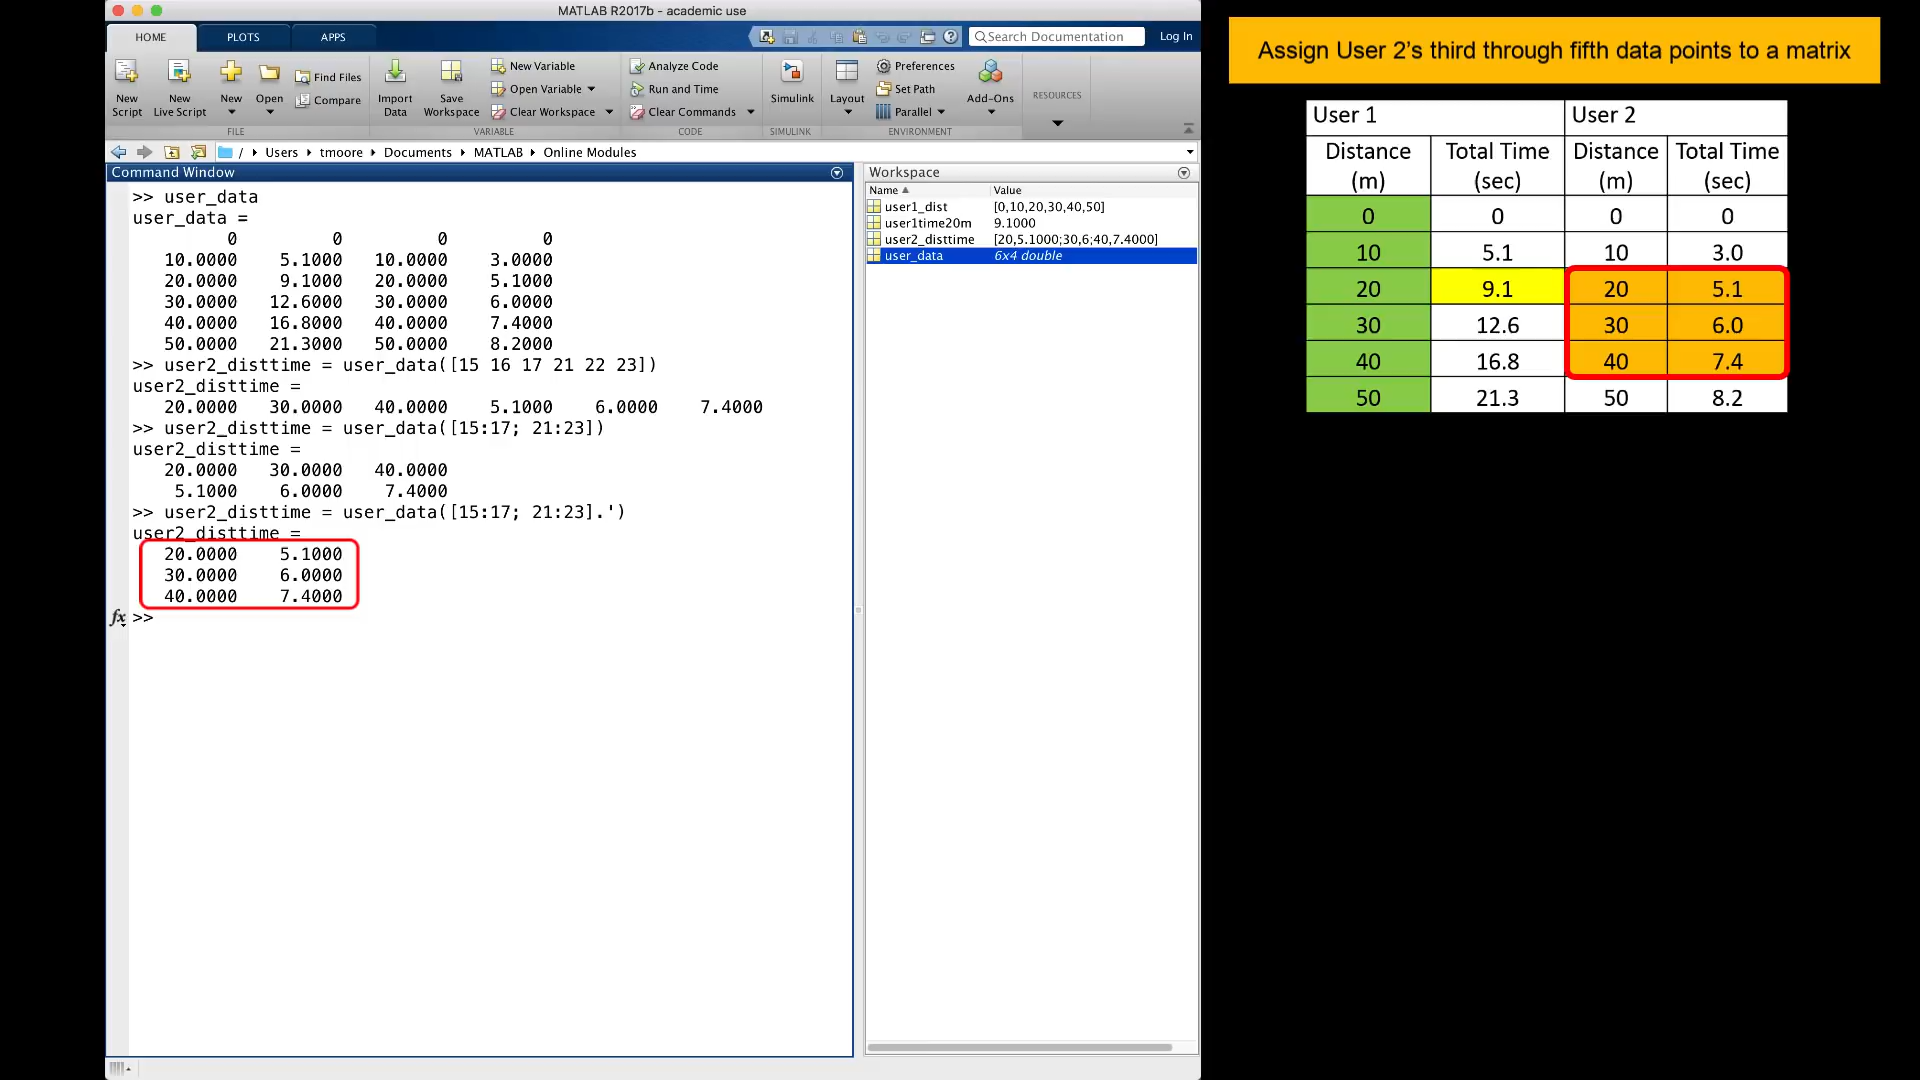 MATLAB R2017b - academic use
HOME PLOTS APPS
Search Documentation Log In
New Script
New Live Script
New
Open
Find Files
Compare
FILE
Import Data
Save Workspace
New Variable
Open Variable
Clear Workspace
VARIABLE
Analyze Code
Run and Time
Clear Commands
CODE
Simulink
SIMULINK
Layout
Preferences
Set Path
Parallel
Add-Ons
ENVIRONMENT
RESOURCES
/ Users tmoore Documents MATLAB Online Modules
Command Window
>> user_data
user_data =
0 0 0 0
10.0000 5.1000 10.0000 3.0000
20.0000 9.1000 20.0000 5.1000
30.0000 12.6000 30.0000 6.0000
40.0000 16.8000 40.0000 7.4000
50.0000 21.3000 50.0000 8.2000
>> user2_disttime = user_data([15 16 17 21 22 23])
user2_disttime =
20.0000 30.0000 40.0000 5.1000 6.0000 7.4000
>> user2_disttime = user_data([15:17; 21:23])
user2_disttime =
20.0000 30.0000 40.0000
5.1000 6.0000 7.4000
>> user2_disttime = user_data([15:17; 21:23].')
user2_disttime =
20.0000 5.1000
30.0000 6.0000
40.0000 7.4000
fx >>
Workspace
Name Value
user1_dist [0,10,20,30,40,50]
user1time20m 9.1000
user2_disttime [20,5.1000;30,6;40,7.4000]
user_data 6x4 double
Assign User 2’s third through fifth data points to a matrix
User 1 User 2
Distance (m) Total Time (sec) Distance (m) Total Time (sec)
0 0 0 0
10 5.1 10 3.0
20 9.1 20 5.1
30 12.6 30 6.0
40 16.8 40 7.4
50 21.3 50 8.2